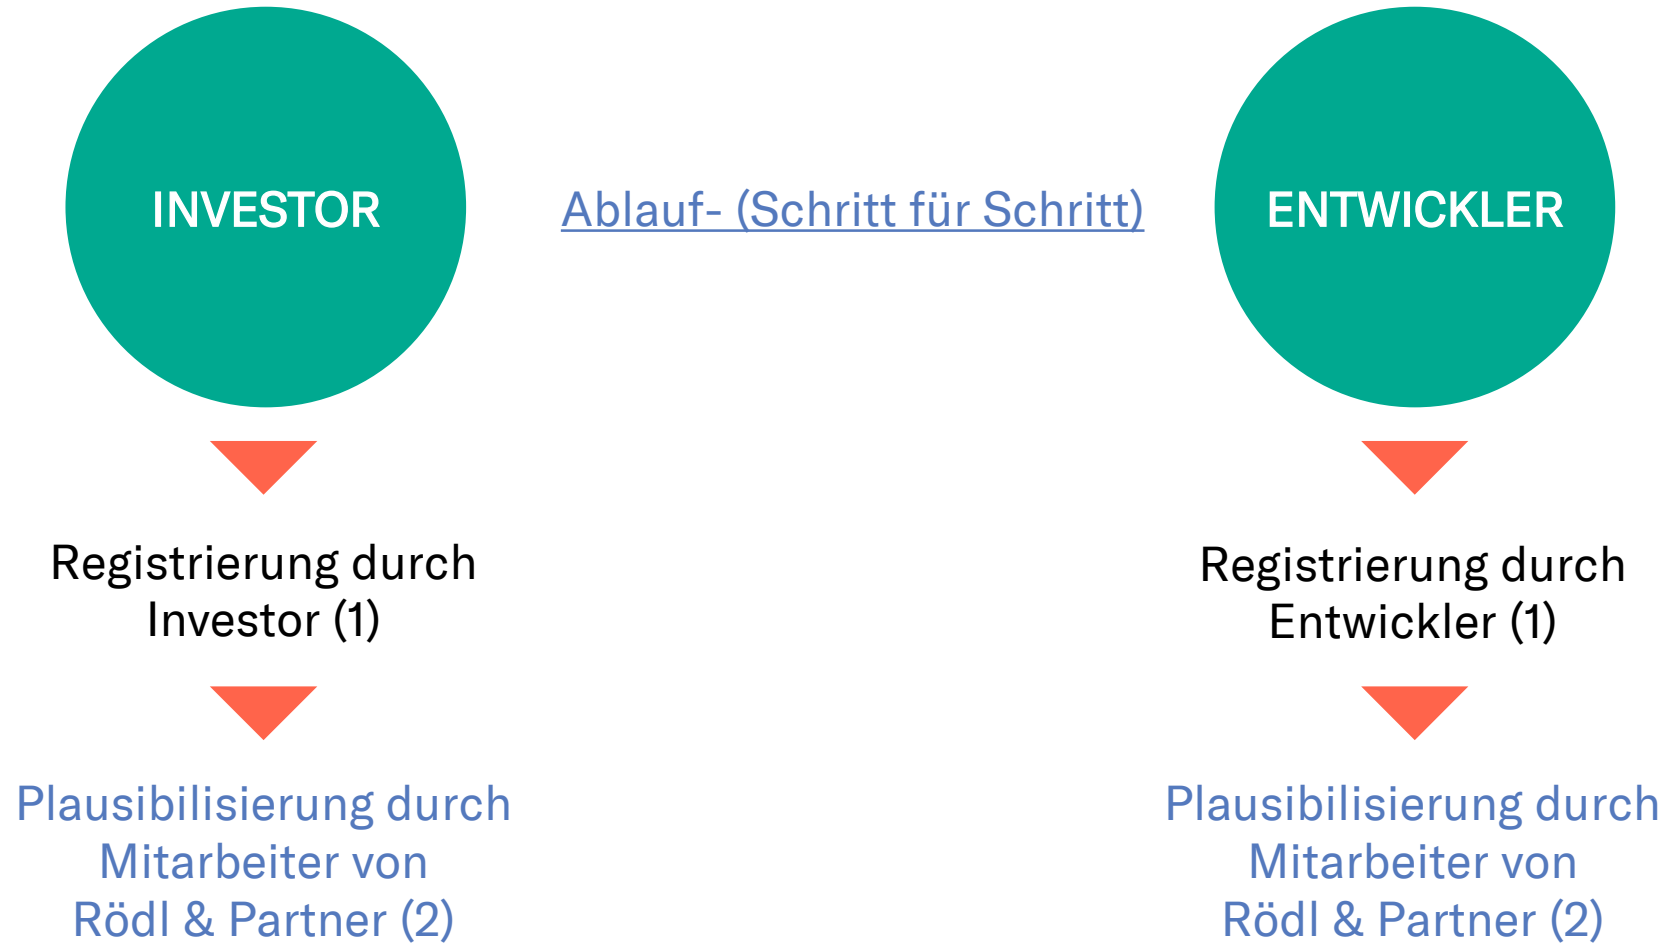 INVESTOR
Ablauf- (Schritt für Schritt)
ENTWICKLER
Registrierung durch
Investor (1)
Registrierung durch
Entwickler (1)
Plausibilisierung durch
Mitarbeiter von
Rödl & Partner (2)
Plausibilisierung durch
Mitarbeiter von
Rödl & Partner (2)